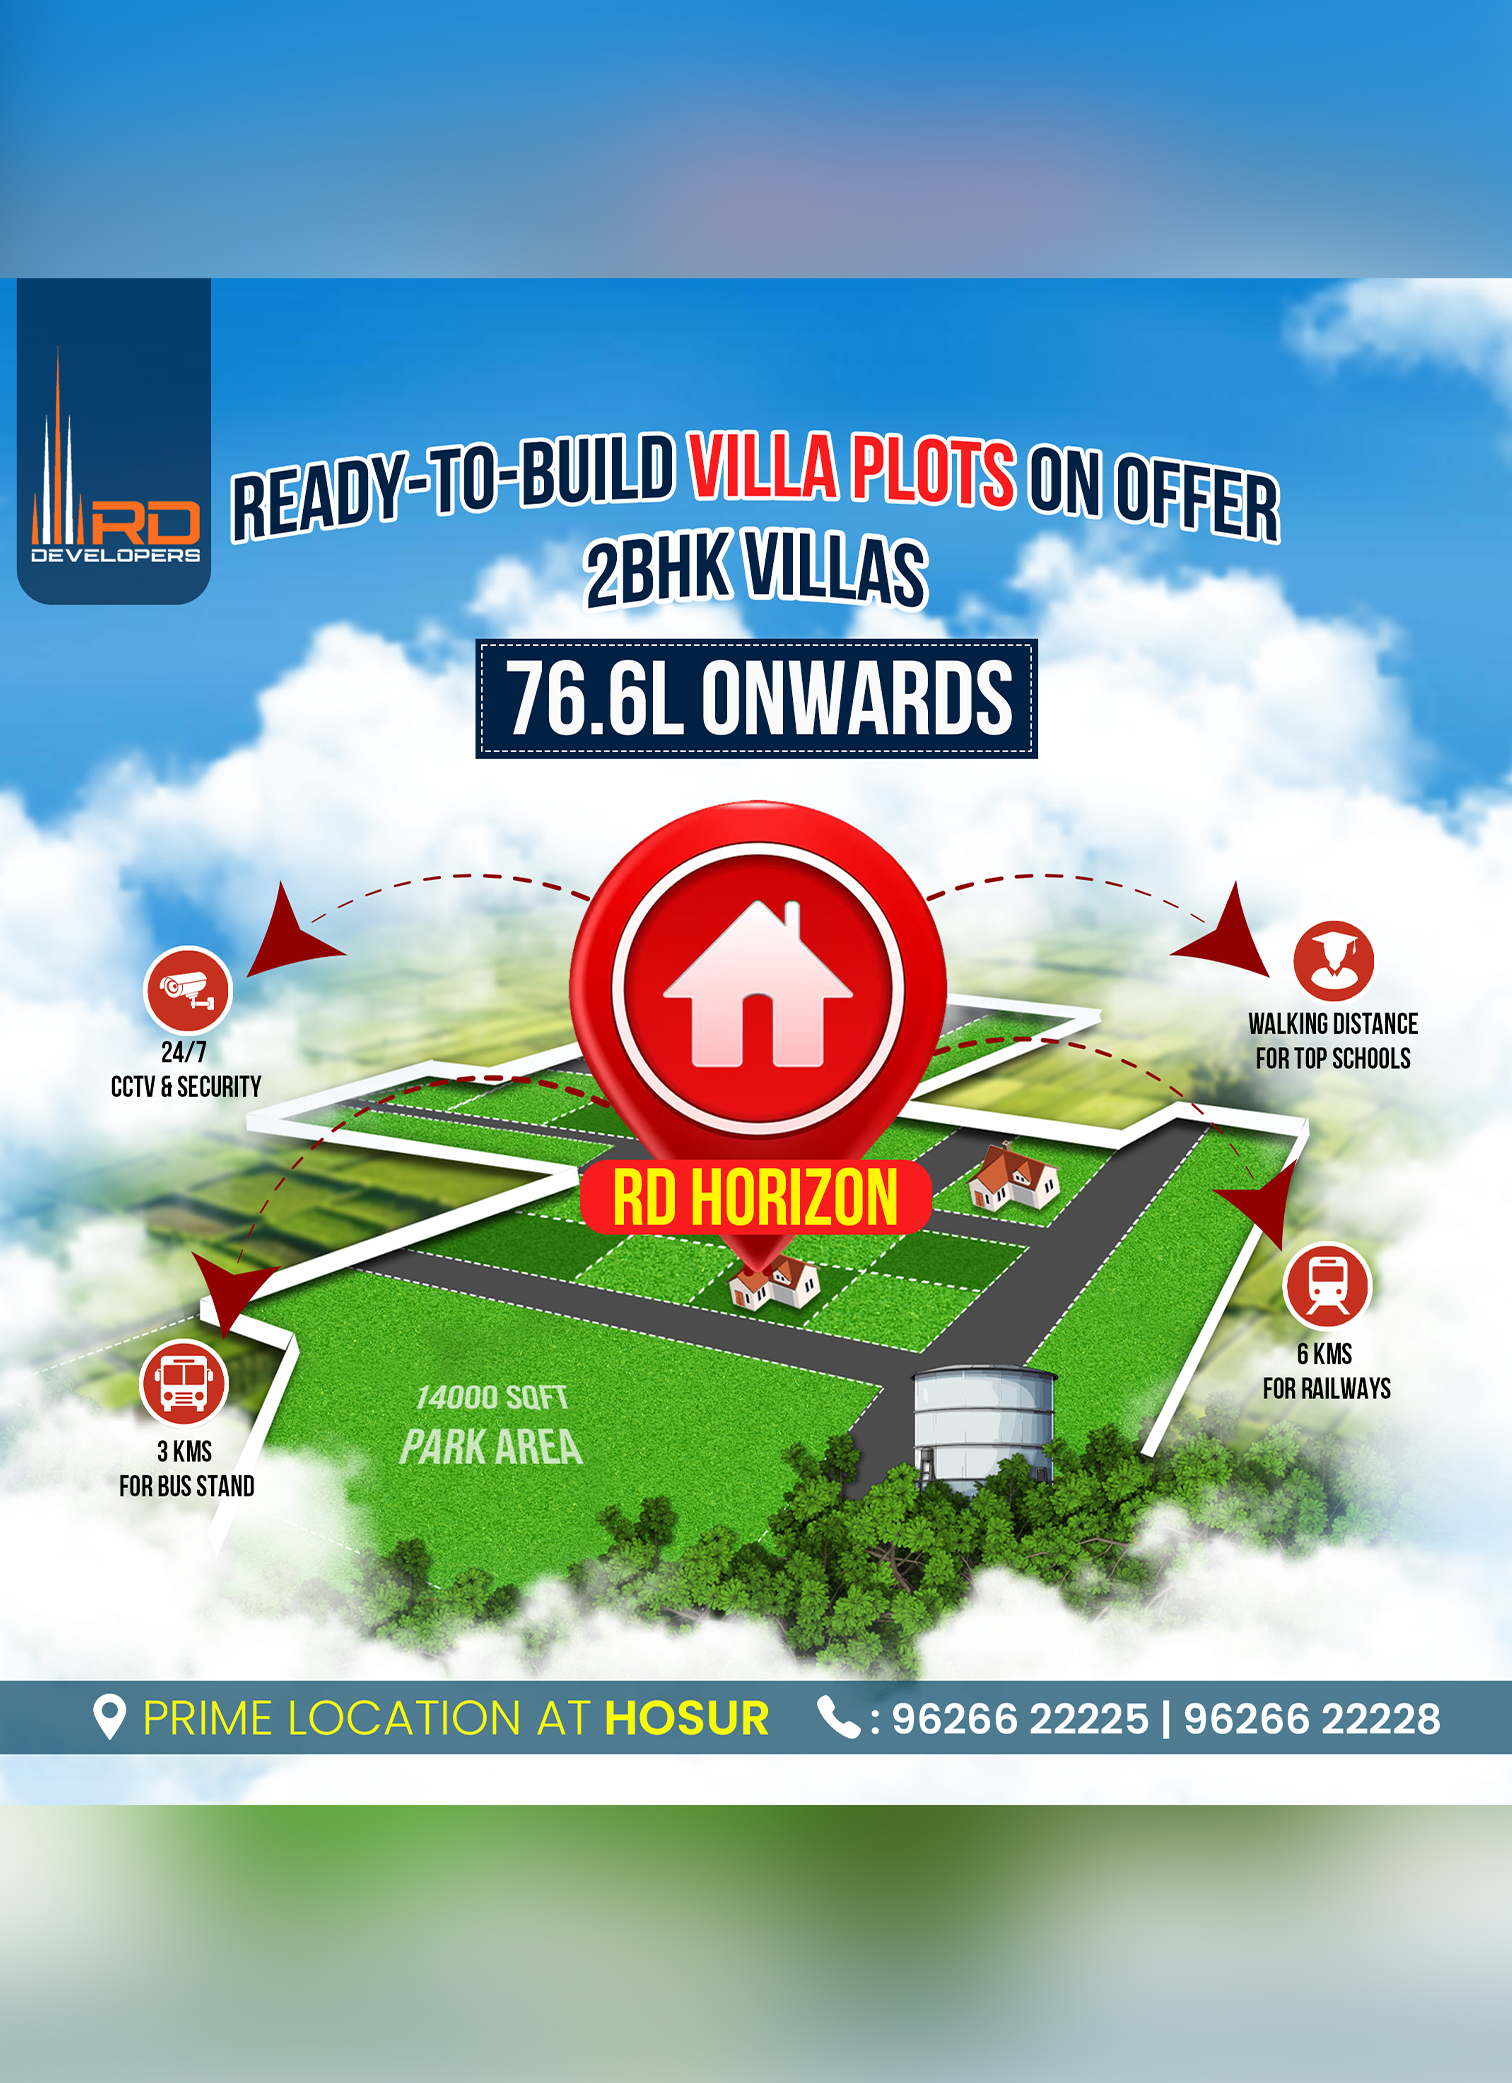 RD
DEVELOPERS
READY-TO-BUILD VILLA PLOTS ON OFFER
2BHK VILLAS
76.6L ONWARDS
24/7
CCTV & SECURITY
WALKING DISTANCE
FOR TOP SCHOOLS
RD HORIZON
3 KMS
FOR BUS STAND
14000 SQFT
PARK AREA
6 KMS
FOR RAILWAYS
PRIME LOCATION AT HOSUR
: 96266 22225 | 96266 22228